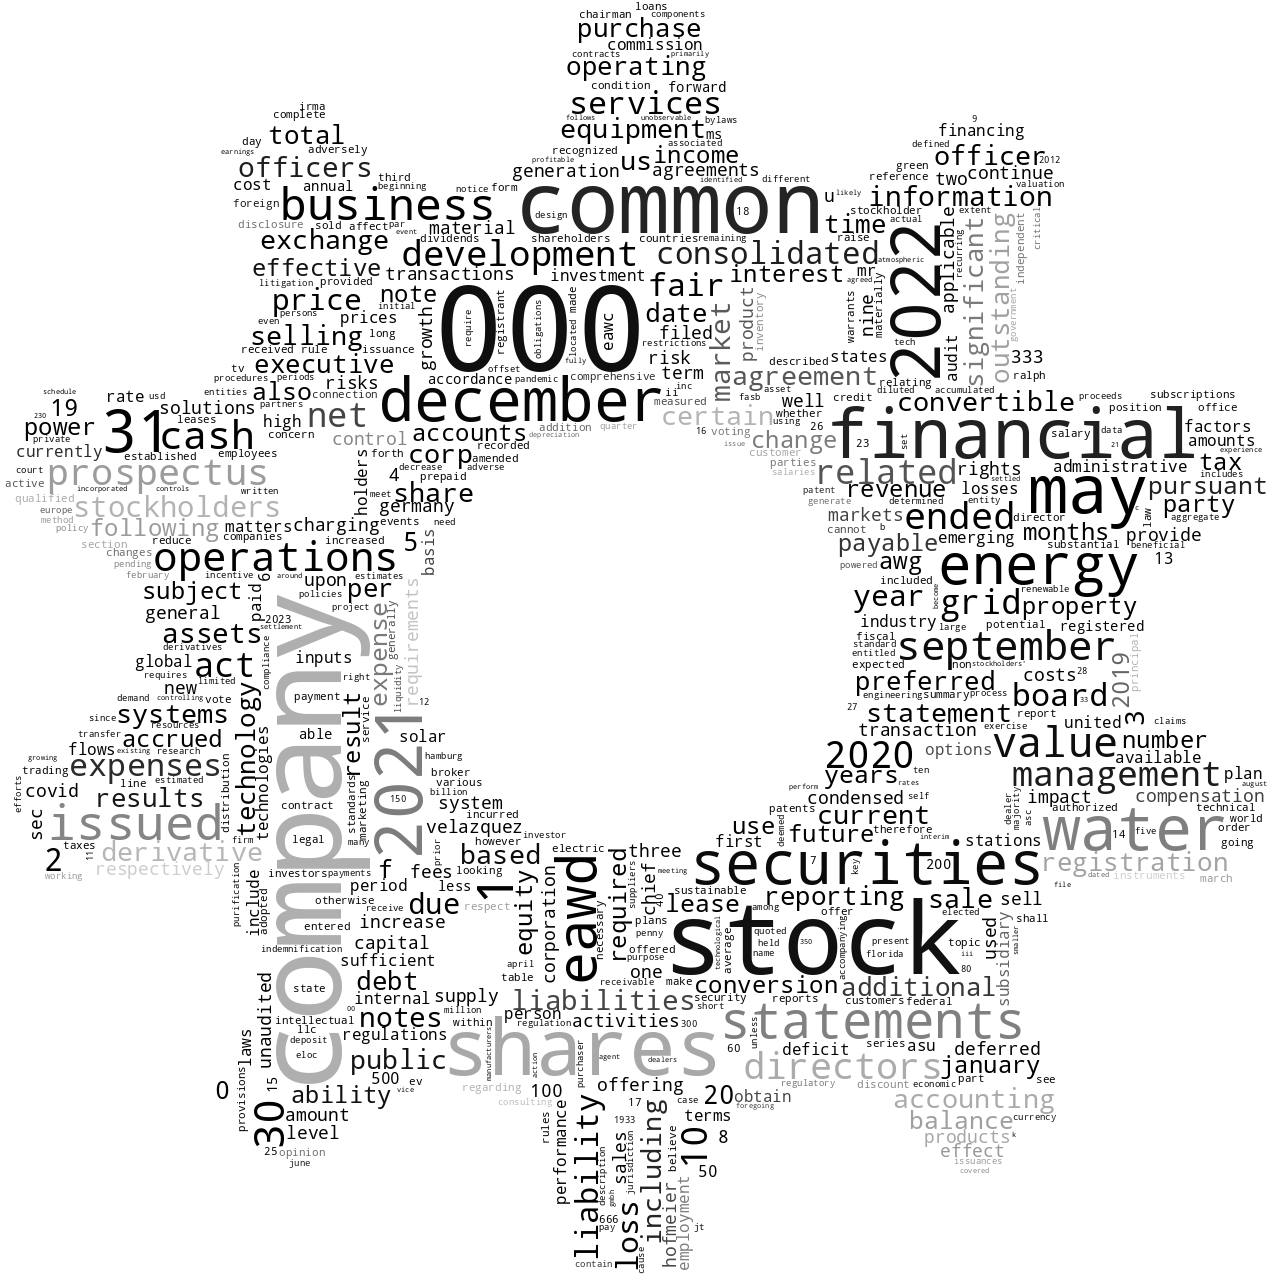 loans
chairman components
purchase
commission
contracts primarily
operating
condition forward
services
follows unobservable bylaws
equipment ms
associated
recognized us income
profitable agreements
generation identified different
irma
complete
total
day adversely
earnings
officers third
cost annual beginning
foreign business notice form
disclosure sold affect par
event material
exchange dividends shareholders
development countries remaining
common
design 18
u likely
time
consolidated
raise
atmospheric
effective transactions investment
litigation provided
fair interest mr
agreed
price note initial
persons prices
even long
selling
received rule issuance
growth
000
require registrant obligations allocated made fully eawc
date
filed
restrictions
risk
term
market product inventory
tv executive
procedures periods risks
accordance pandemic offset comprehensive
ii inc
measured
agreement
asset
fasb
described states
warrants nine materially
9
financing
defined
officer 2012
green two continue
reference valuation
information
stockholder
actual
extent
2022
tech
audit applicable recurring
significant outstanding independent government critical
333
ralph
relating
diluted accumulated
schedule
rate usd
entities also connection
partners
19 solutions
230 leases high
power
private 31 cash concern
currently established employees
net control
december
addition quarter
depreciation
accounts
recorded
corp amended
certain
16 voting
issue
customer
change
parties
salaries
well credit
whether
using 26
convertible
proceeds
subscriptions
position office
financial
23 set salary data 21
factors
amounts
experience
court
active prospectus
incorporated controls
qualified written
europe stockholders
method
policy following
section
matters charging
reduce companies increased
changes
pending operations
february incentive around
holders
forth
4 decrease adverse
prepaid
meet share
germany
events need
5
basis
upon estimates
policies
per
project
related rights
settled
administrative tax
includes
patent revenue losses
generate entity
may
c
pursuant
markets ended director
cannot b
emerging months
law party
aggregate
provide
payable
powered
awg
included
substantial beneficial
13
energy
become
renewable
year grid property
industry large potential registered
fiscal
standard
entitled
september
expected non stockholders'
preferred
engineering summary process
costs 28
board
33
2019 principal
3
27 statement report
united
claims
subject
general
6
paid 2023
settlement
assets
derivatives
compliance
global act
requires limited
new
demand controlling vote
inputs
payment right
since systems
transfer resources
accrued
flows existing research
growing
trading expenses
line estimated
efforts covid results
distribution
technology technologies
company
able
contract
legal
expense generally liquidity requirements
12
2021
150
solar
result service
standard many marketing
hamburg
broker
various
billion
system
incurred
velazquez
however investor
sec issued
firm
2 taxes 11
derivative
working respectively
transaction exercise
options
value number
available
2020
years ten
rates
management plan
august
perform condensed self
patents deemed
current
dealer majority asc
impact
authorized compensation
technical
world
order
going
use
first future therefore
interim
stations
water
14 five
registration
dated instruments
march
file
purification include adopted
investors payments
f fees prior
period
otherwise less
receive
due
entered increase
based
looking
1
respect
electric
equity corporation eawd necessary required
three
suppliers chief 40 meeting
securities
7 key 200
sustainable
lease
among
reporting sale sell
offer elected
shall
plans
penny
offered
purpose
technological average
stock
quoted
held 350
name
accompanying
present
florida
topic
iii
80
used subsidiary smaller
indemnification
capital
sufficient
april
table
one
receivable make
conversion
additional
unaudited state
debt
internal supply
liabilities
security reports
short
customers federal
intellectual 00 notes
million
within
person
regulation activities 300
llc
deposit
eloc
regulations
statements
unless
60 deficit series asu
deferred
laws
provisions
public
manufacturers
shares
action agent dealers
purchaser
directors
regulatory discount economic
january
part see
0
15
500 ev
vice
regarding
consulting 100
offering
case 20 obtain
foregoing
accounting
ability
30 amount
level
25 opinion
june
rules
performance
17
1933
terms
8
balance
currency
products k
effect
issuances
covered
liability
description gmbh
sales jurisdiction
including
believe
10
50
666
pay
loss
cause
hofmeier employment
jt
contain